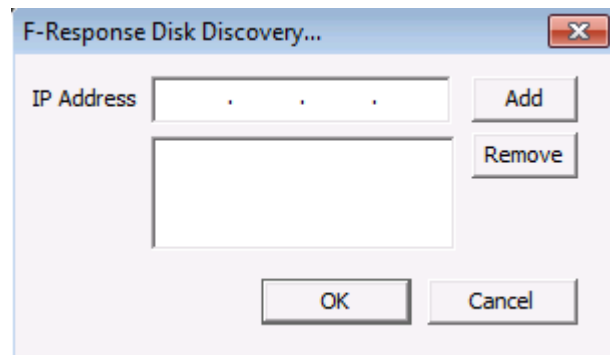 F-Response Disk Discovery...
IP Address . . . Add
Remove
OK Cancel